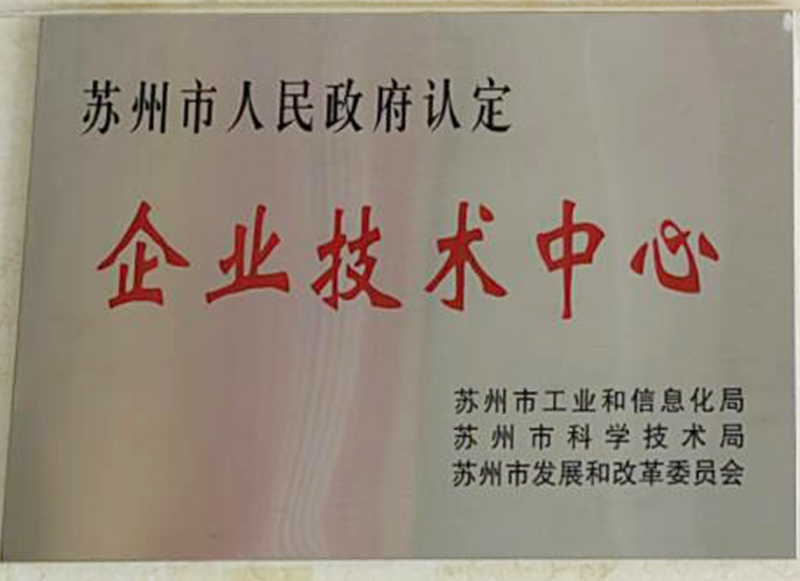 苏州市人民政府认定
企业技术中心
苏州市工业和信息化局
苏州市科学技术局
苏州市发展和改革委员会